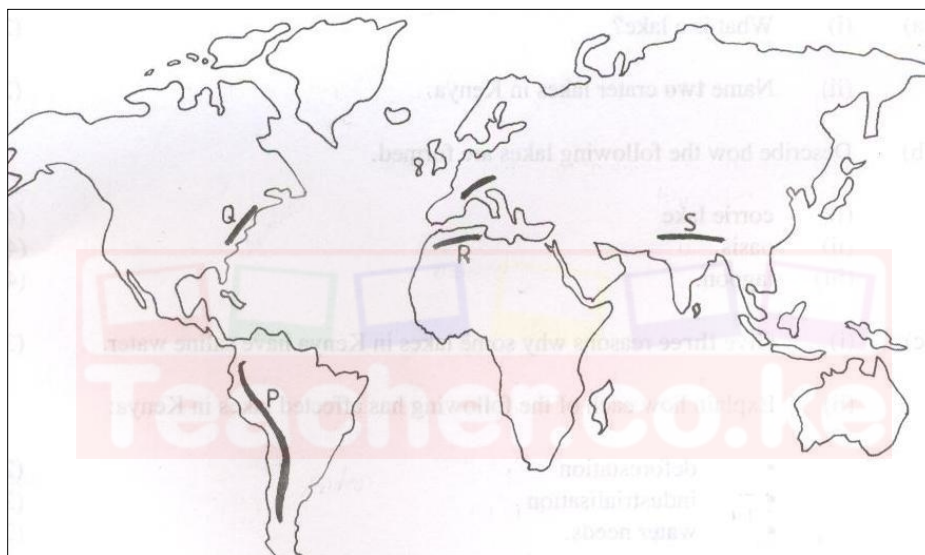 (i) What is a lake?
(ii) Name two crater lakes in Kenya.
Describe how the following lakes are formed.
Q
corrie lake
S
oasis
R
three reasons why some lakes in Kenya have saline water.
Teacher.co.ke
P
Explain how each of the following has affected lakes in Kenya:
• deforestation
• industrialisation
• water needs.